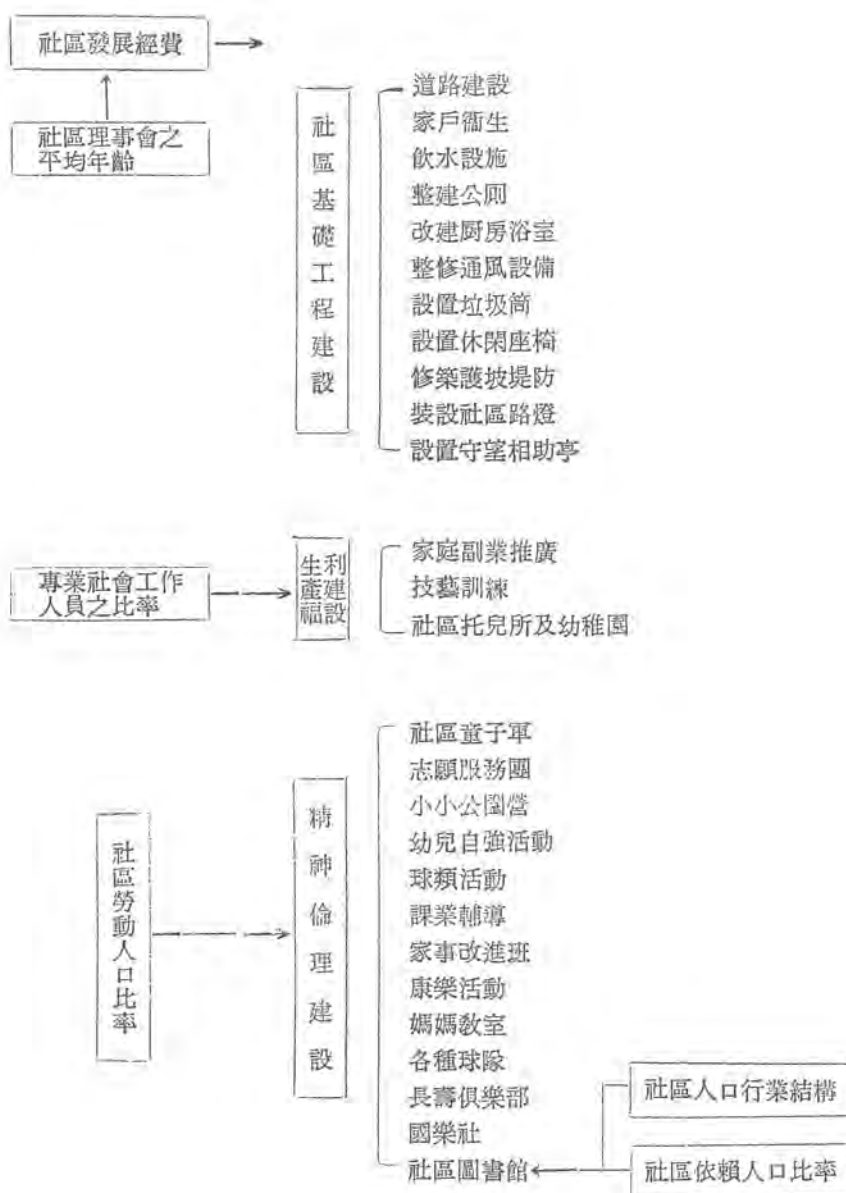 社區發展經費
社區理事會之
平均年齡
社區基礎工程建設
道路建設
家戶衞生
飲水設施
整建公厠
改建厨房浴室
整修通風設備
設置垃圾筒
設置休閑座椅
修築護坡堤防
裝設社區路燈
設置守望相助亭
專業社會工作
人員之比率
生產福
利建設
家庭副業推廣
技藝訓練
社區托兒所及幼稚園
社區勞動人口比率
精神倫理建設
社區童子軍
志願服務團
小小公園營
幼兒自強活動
球類活動
課業輔導
家事改進班
康樂活動
媽媽敎室
各種球隊
長壽俱樂部
國樂社
社區圖書館
社區人口行業結構
社區依賴人口比率